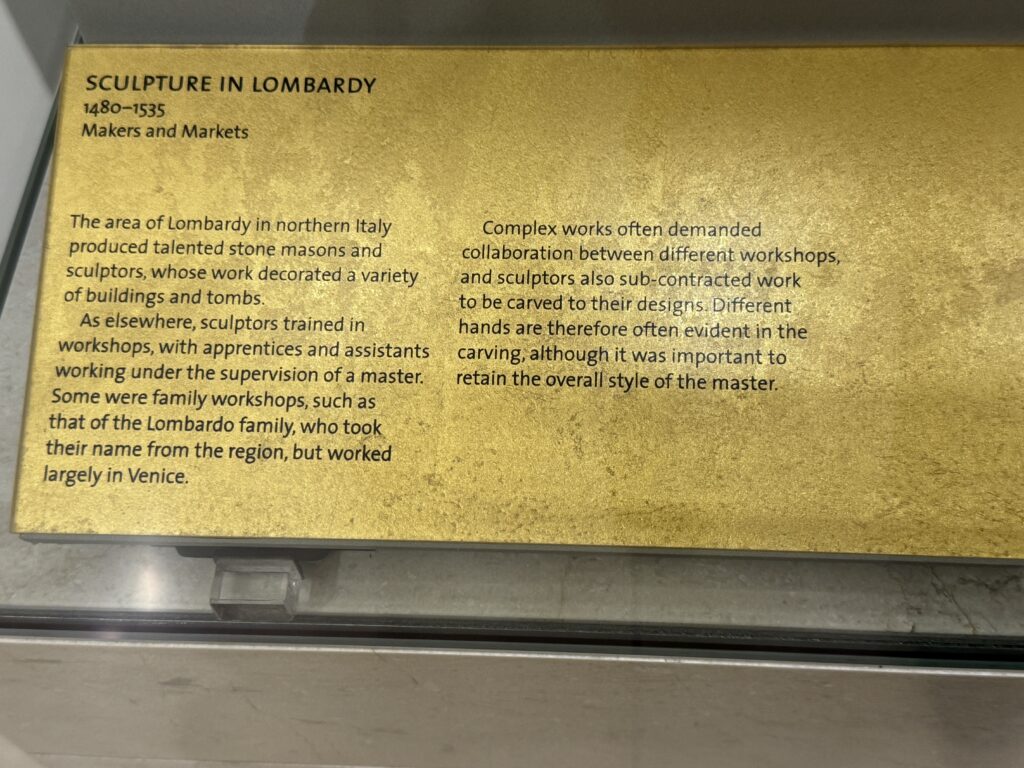 SCULPTURE IN LOMBARDY
1480–1535
Makers and Markets
The area of Lombardy in northern Italy
produced talented stone masons and
sculptors, whose work decorated a variety
of buildings and tombs.
As elsewhere, sculptors trained in
workshops, with apprentices and assistants
working under the supervision of a master.
Some were family workshops, such as
that of the Lombardo family, who took
their name from the region, but worked
largely in Venice.
Complex works often demanded
collaboration between different workshops,
and sculptors also sub-contracted work
to be carved to their designs. Different
hands are therefore often evident in the
carving, although it was important to
retain the overall style of the master.